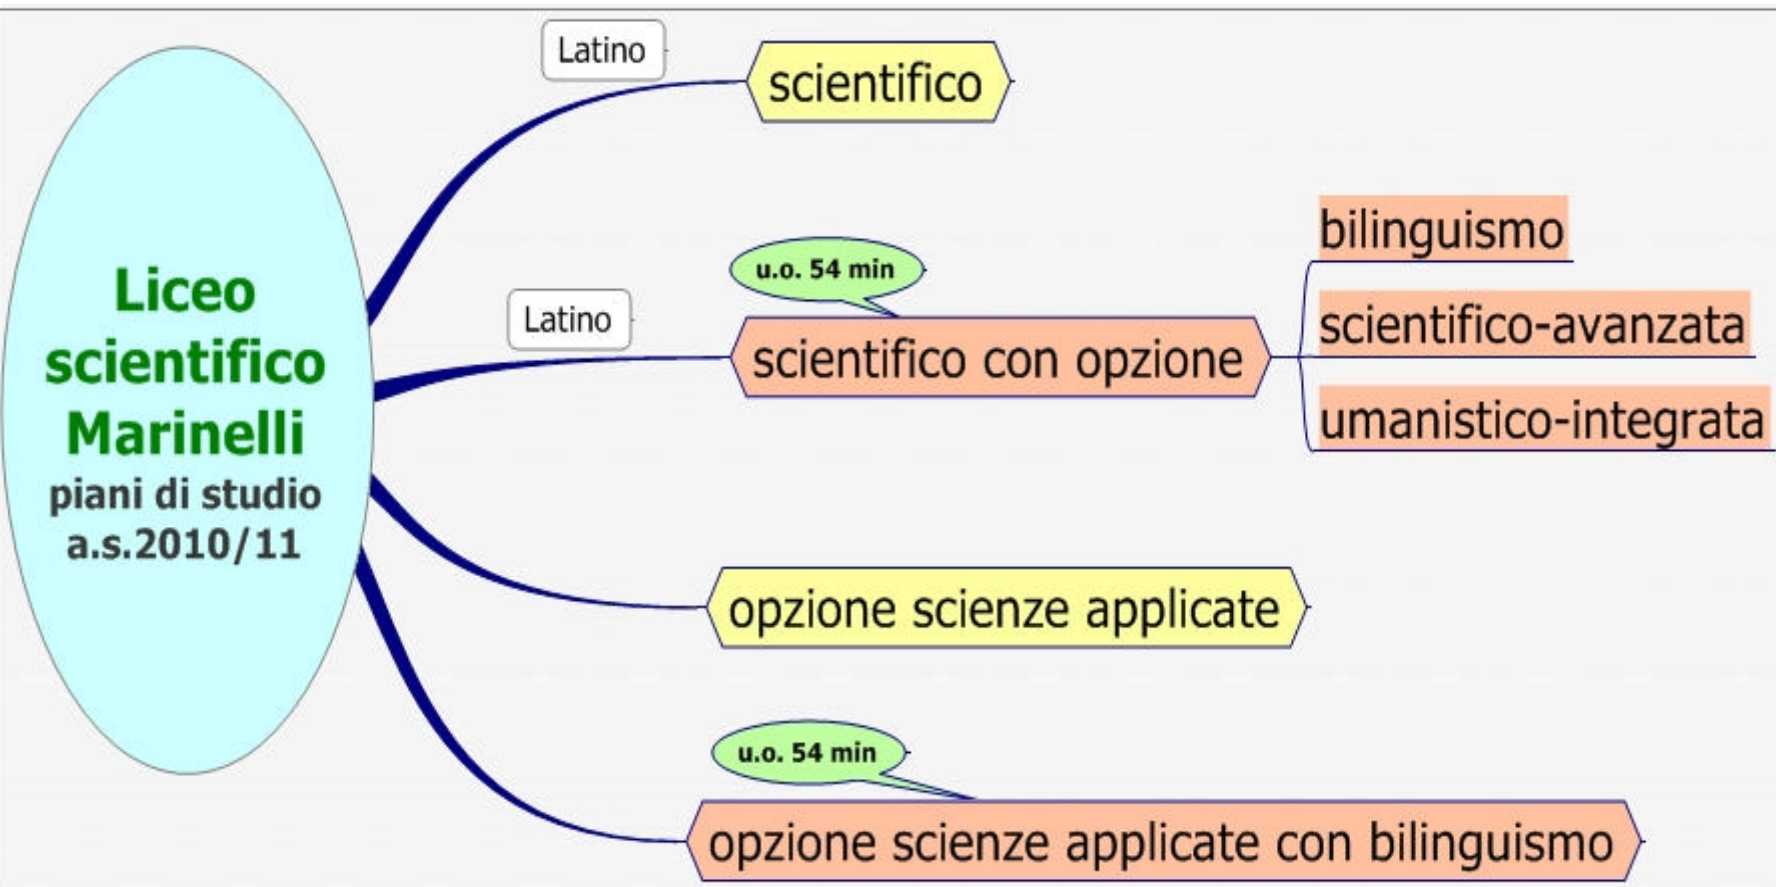 Liceo
scientifico
Marinelli
piani di studio
a.s.2010/11
Latino
scientifico
Latino
u.o. 54 min
scientifico con opzione
bilinguismo
scientifico-avanzata
umanistico-integrata
opzione scienze applicate
u.o. 54 min
opzione scienze applicate con bilinguismo